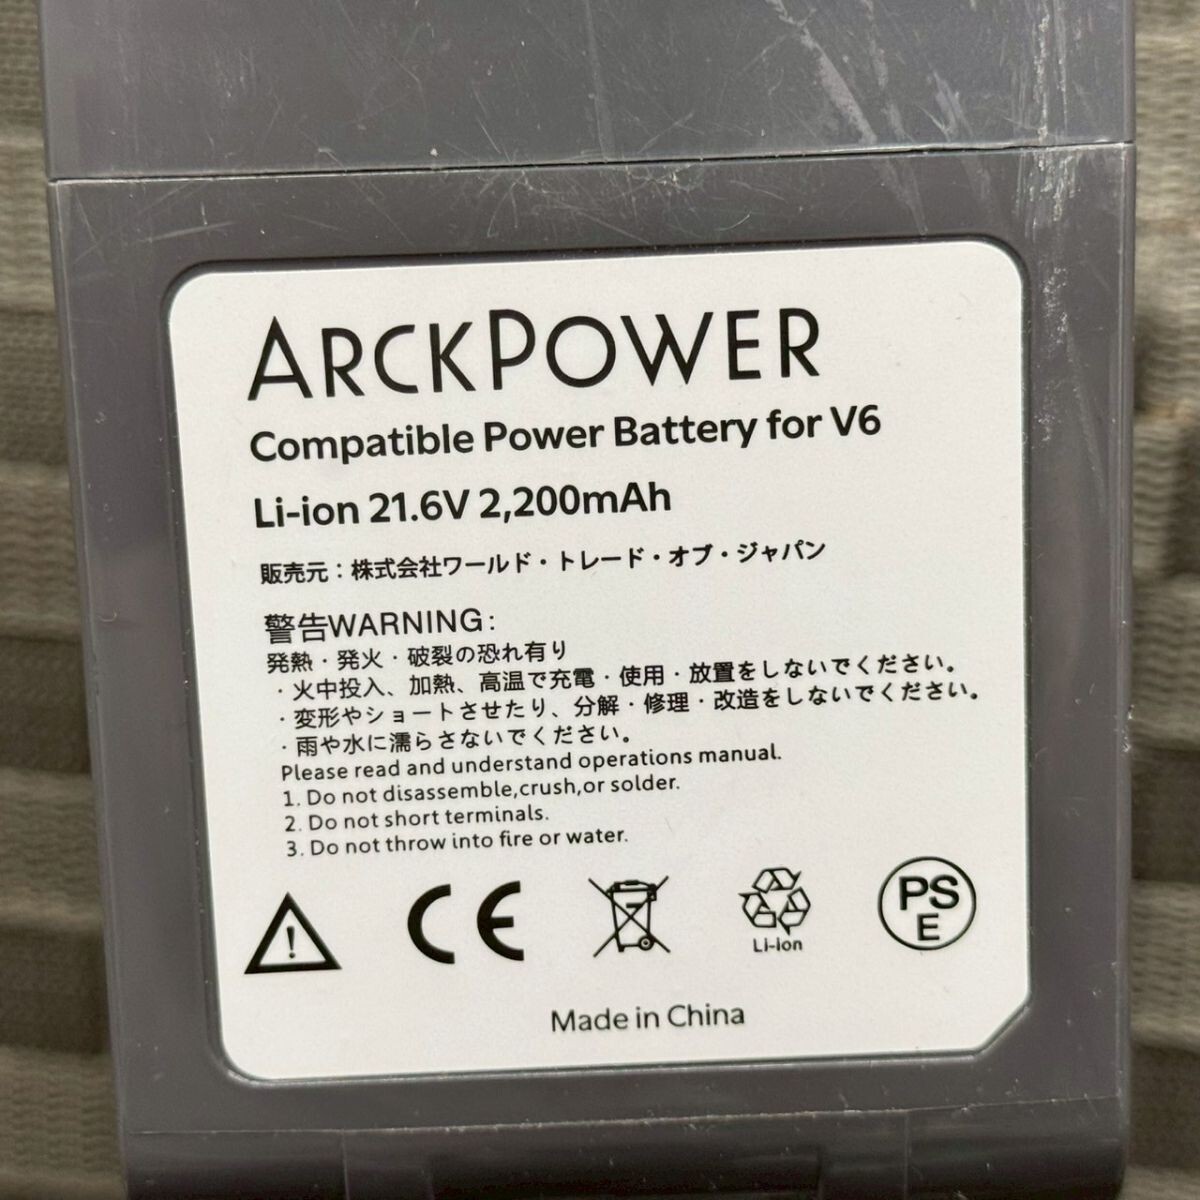 ARCKPOWER
Compatible Power Battery for V6
Li-ion 21.6V 2,200mAh
販売元：株式会社ワールド・トレード・オブ・ジャパン
警告WARNING:
発熱・発火・破裂の恐れ有り
・火中投入、加熱、高温で充電・使用・放置をしないでください。
・変形やショートさせたり、分解・修理・改造をしないでください。
・雨や水に濡らさないでください。
Please read and understand operations manual.
1. Do not disassemble,crush,or solder.
2. Do not short terminals.
3. Do not throw into fire or water.
!
CE
Li-ion
PS
E
Made in China